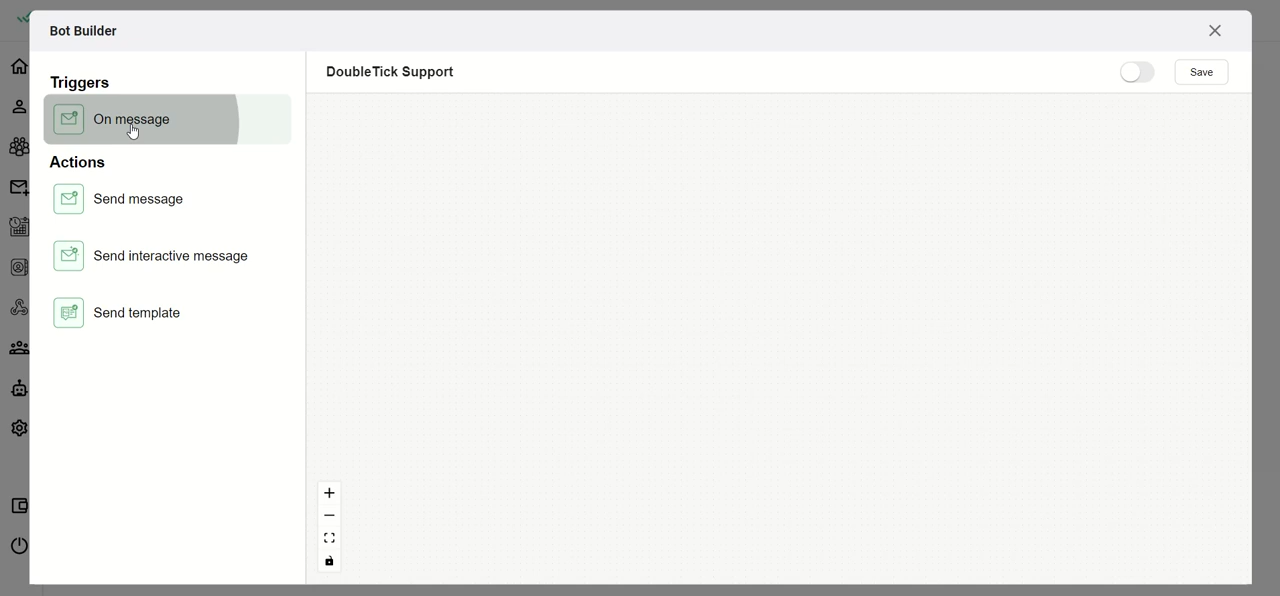 Bot Builder
Triggers
On message
Actions
Send message
Send interactive message
Send template
DoubleTick Support
Save